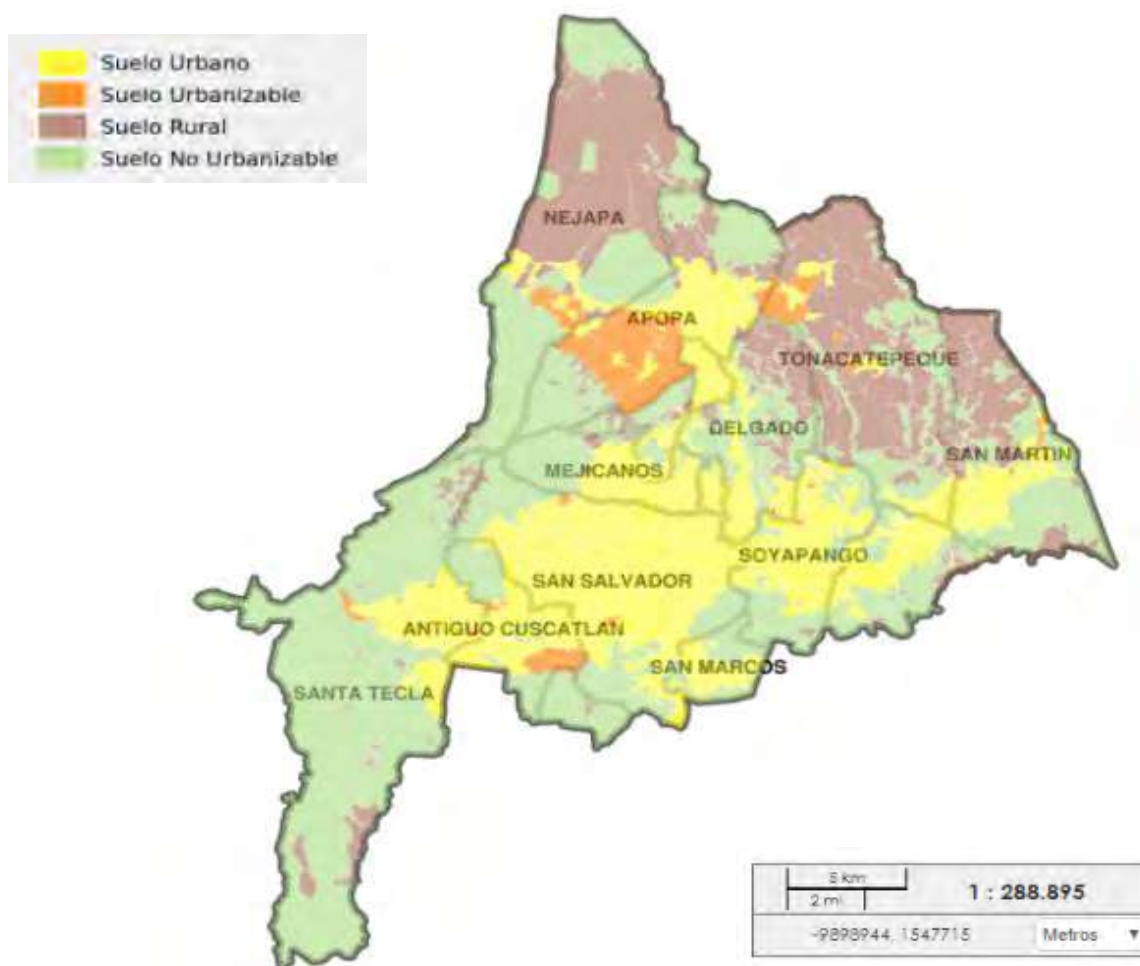 Suelo Urbano
Suelo Urbanizable
Suelo Rural
Suelo No Urbanizable
NEJAPA
APOPA
TONACATEPEQUE
DELGADO
SAN MARTIN
MEJICANOS
SOYAPANGO
SAN SALVADOR
ANTIGUO CUSCATLAN
SAN MARCOS
SANTA TECLA
5 km
2 mi
1 : 288.895
-9898944, 1547715
Metros